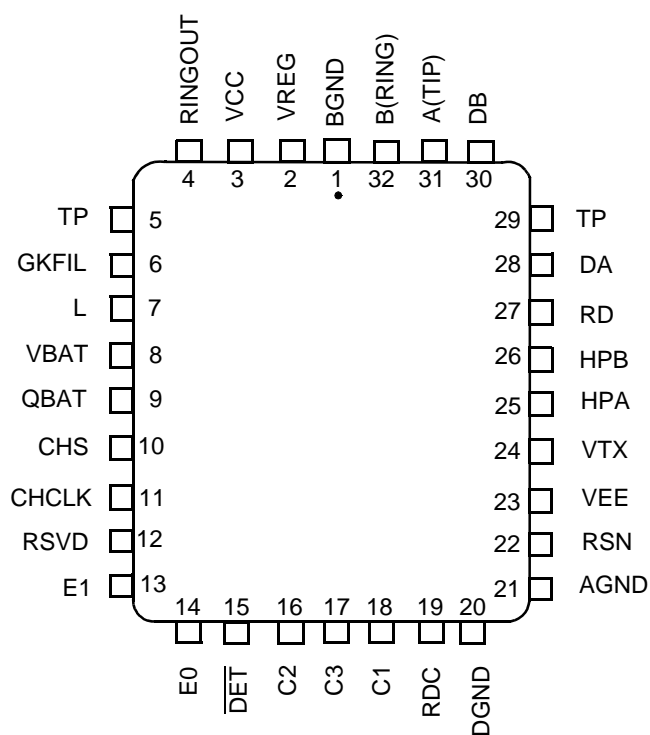 RINGOUT
VCC
VREG
BGND
B(RING)
A(TIP)
DB
4
3
2
1
32
31
30
TP
5
29
TP
GKFIL
6
28
DA
L
7
27
RD
VBAT
8
26
HPB
QBAT
9
25
HPA
CHS
10
24
VTX
CHCLK
11
23
VEE
RSVD
12
22
RSN
E1
13
21
AGND
14
15
16
17
18
19
20
E0
DET
C2
C3
C1
RDC
DGND